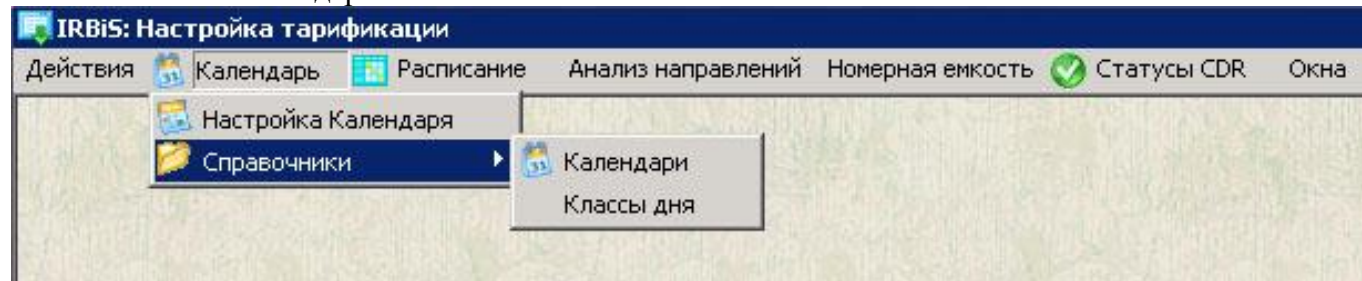 IRBiS: Настройка тарификации
Действия Календарь Расписание Анализ направлений Номерная емкость Статусы CDR Окна
Настройка Календаря
Справочники Календари
Классы дня